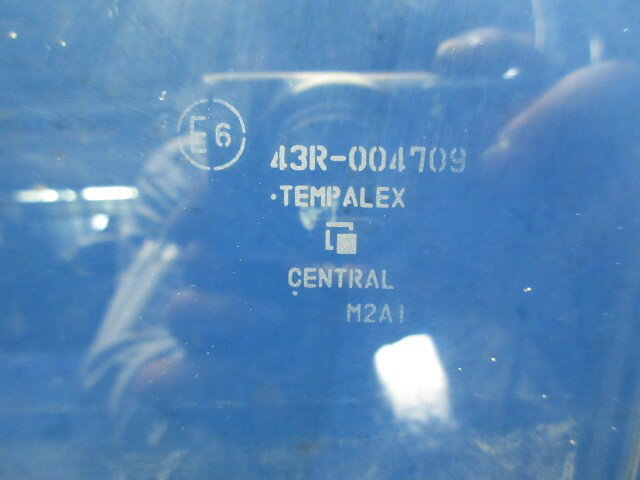 E6
43R-004709
·TEMPALEX
CENTRAL
M2A1